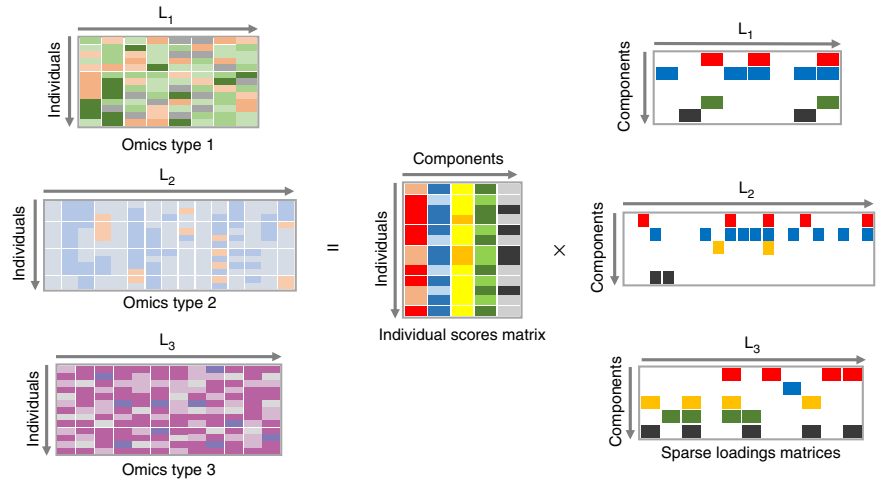 L1
Individuals
Omics type 1
L2
Individuals
Omics type 2
L3
Individuals
Omics type 3
=
Components
Individuals
Individual scores matrix
×
L1
Components
L2
Components
L3
Components
Sparse loadings matrices